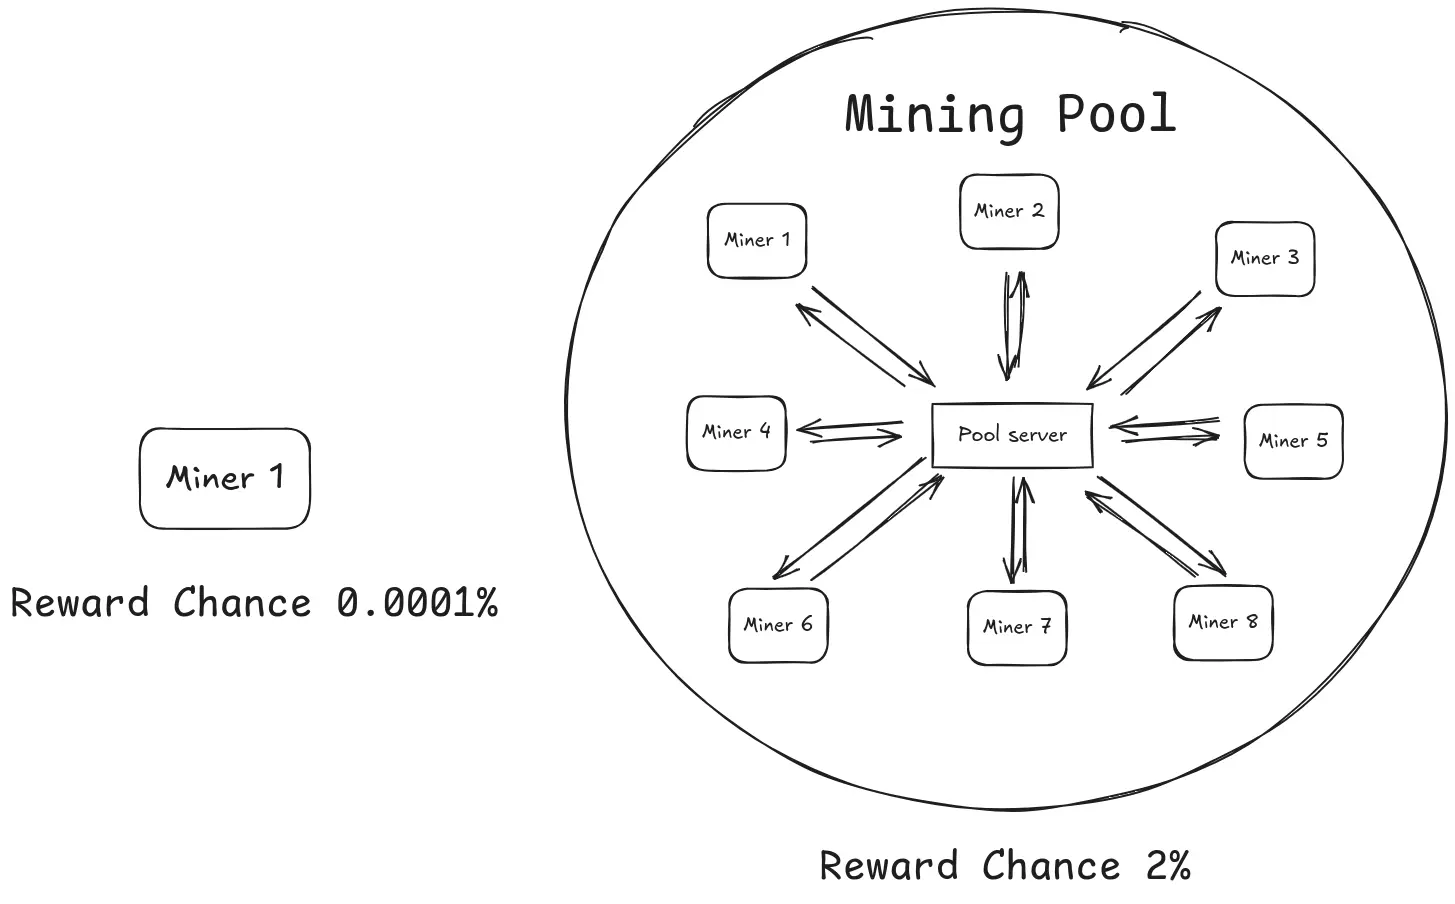 Mining Pool
Miner 1
Miner 2
Miner 3
Miner 4
Pool server
Miner 5
Miner 6
Miner 7
Miner 8
Miner 1
Reward Chance 0.0001%
Reward Chance 2%